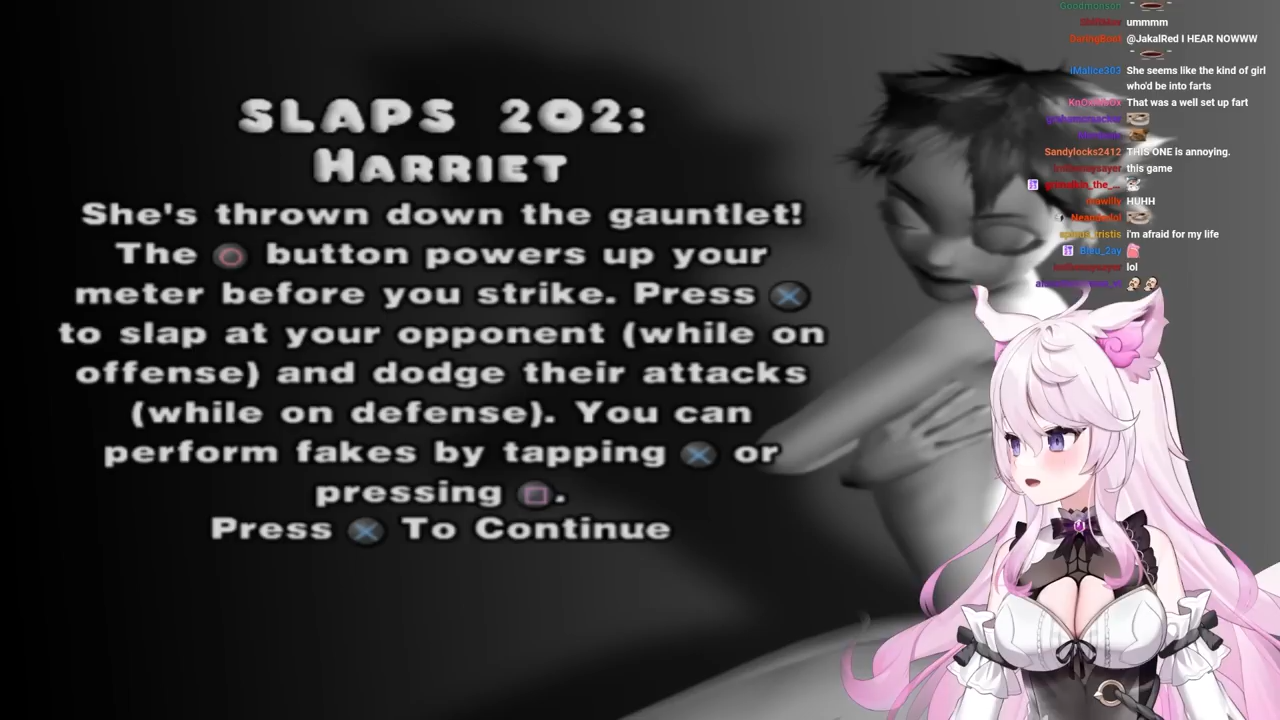 SLAPS 202:
HARRIET
She's thrown down the gauntlet!
The button powers up your
meter before you strike. Press
to slap at your opponent (while on
offense) and dodge their attacks
(while on defense). You can
perform fakes by tapping or
pressing .
Press To Continue
Goodmonson
ummmm
@JakalRed I HEAR NOWWW
iMalice303 She seems like the kind of girl
who'd be into farts
That was a well set up fart
Sandylocks2412 THIS ONE is annoying.
this game
HUHH
i'm afraid for my life
lol